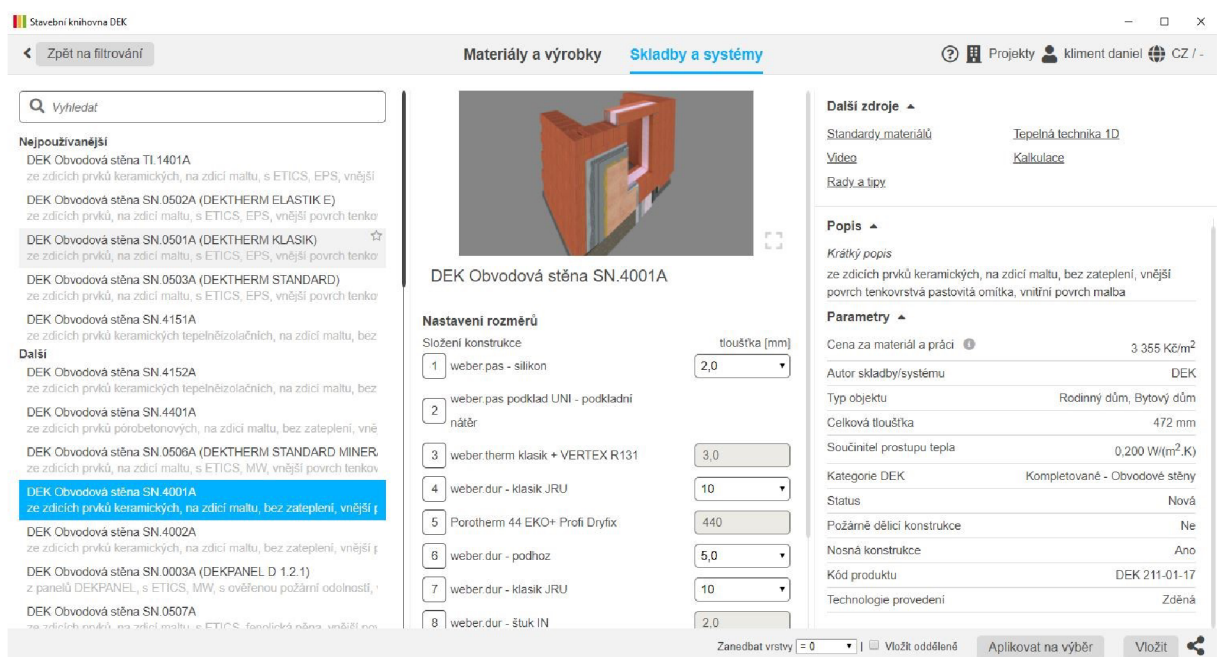 Stavební knihovna DEK
Zpět na filtrování
Materiály a výrobky
Skladby a systémy
Projekty
kliment daniel
CZ / -
Vyhledat
Nejpoužívanější
DEK Obvodová stěna TI.1401A
ze zdicích prvků keramických, na zdicí maltu, s ETICS, EPS, vnější
DEK Obvodová stěna SN.0502A (DEKTHERM ELASTIK E)
ze zdicích prvků, na zdicí maltu, s ETICS, EPS, vnější povrch tenkov
DEK Obvodová stěna SN.0501A (DEKTHERM KLASIK)
ze zdicích prvků, na zdicí maltu, s ETICS, EPS, vnější povrch tenko
DEK Obvodová stěna SN.0503A (DEKTHERM STANDARD)
ze zdicích prvků, na zdicí maltu, s ETICS, EPS, vnější povrch tenko
DEK Obvodová stěna SN.4151A
ze zdicích prvků keramických tepelněizolačních, na zdící maltu, bez
Další
DEK Obvodová stěna SN.4152A
ze zdicích prvků keramických tepelněizolačních, na zdící maltu, bez
DEK Obvodová stěna SN.4401A
ze zdicích prvků pórobetonových, na zdicí maltu, bez zateplení, vně
DEK Obvodová stěna SN.0506A (DEKTHERM STANDARD MINER
ze zdicích prvků, na zdicí maltu, s ETICS, MW, vnější povrch tenkov
DEK Obvodová stěna SN.4001A
ze zdicích prvků keramických, na zdicí maltu, bez zateplení, vnější p
DEK Obvodová stěna SN.4002A
ze zdicích prvků keramických, na zdicí maltu, bez zateplení, vnější p
DEK Obvodová stěna SN.0003A (DEKPANEL D 1.2.1)
z panelů DEKPANEL, s ETICS, MW, s ověřenou požární odolností,
DEK Obvodová stěna SN.0507A
ze zdicích prvků, na zdicí maltu, s ETICS, fenolická pěna, vnější pov
DEK Obvodová stěna SN.4001A
Nastavení rozměrů
Složení konstrukce tloušťka [mm]
1 weber.pas - silikon 2,0
2 weber.pas podklad UNI - podkladní
nátěr
3 weber.therm klasik + VERTEX R131 3,0
4 weber.dur - klasik JRU 10
5 Porotherm 44 EKO+ Profi Dryfix 440
6 weber.dur - podhoz 5,0
7 weber.dur - klasik JRU 10
8 weber.dur - štuk IN 2,0
Další zdroje
Standardy materiálů Tepelná technika 1D
Video Kalkulace
Rady a tipy
Popis
Krátký popis
ze zdicích prvků keramických, na zdicí maltu, bez zateplení, vnější
povrch tenkovrstvá pastovitá omítka, vnitřní povrch malba
Parametry
Cena za materiál a práci 3 355 Kč/m²
Autor skladby/systému DEK
Typ objektu Rodinný dům, Bytový dům
Celková tloušťka 472 mm
Součinitel prostupu tepla 0,200 W/(m².K)
Kategorie DEK Kompletované - Obvodové stěny
Status Nová
Požárně dělicí konstrukce Ne
Nosná konstrukce Ano
Kód produktu DEK 211-01-17
Technologie provedení Zděná
Zanedbat vrstvy = 0 | Vložit odděleně Aplikovat na výběr Vložit